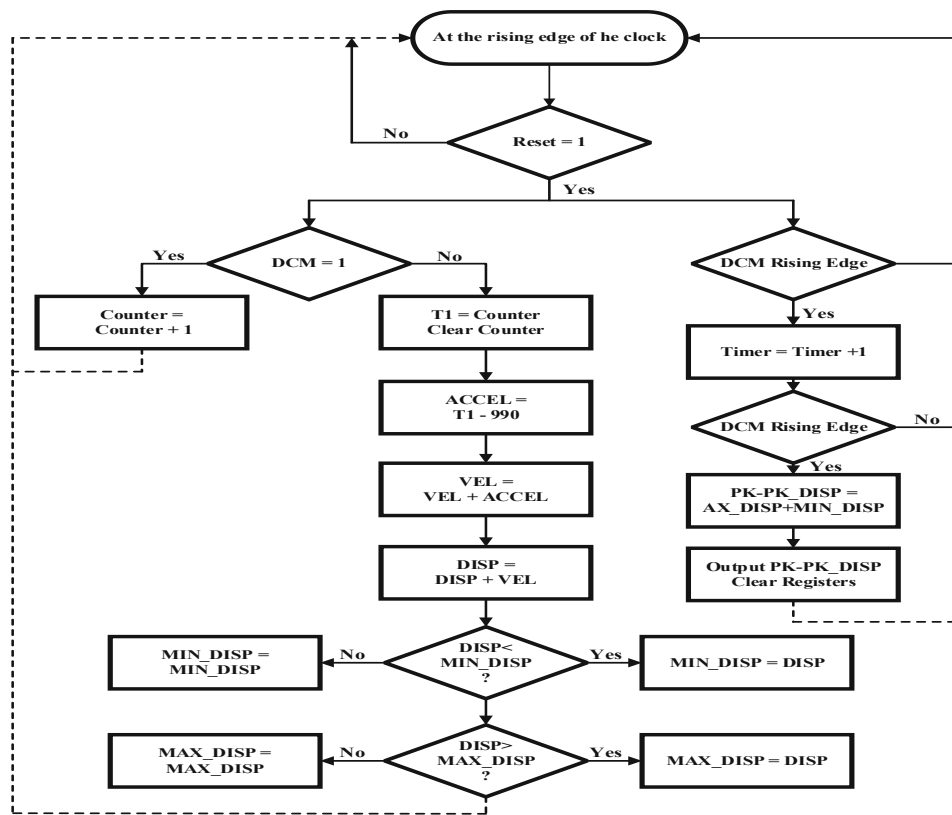 At the rising edge of he clock
No
Reset = 1
Yes
Yes
DCM = 1
No
DCM Rising Edge
Counter =
Counter + 1
T1 = Counter
Clear Counter
Yes
Timer = Timer +1
ACCEL =
T1 - 990
DCM Rising Edge
No
Yes
VEL =
VEL + ACCEL
PK-PK_DISP =
AX_DISP+MIN_DISP
DISP =
DISP + VEL
Output PK-PK_DISP
Clear Registers
MIN_DISP =
MIN_DISP
No
DISP<
MIN_DISP
?
Yes
MIN_DISP = DISP
MAX_DISP =
MAX_DISP
No
DISP>
MAX_DISP
?
Yes
MAX_DISP = DISP